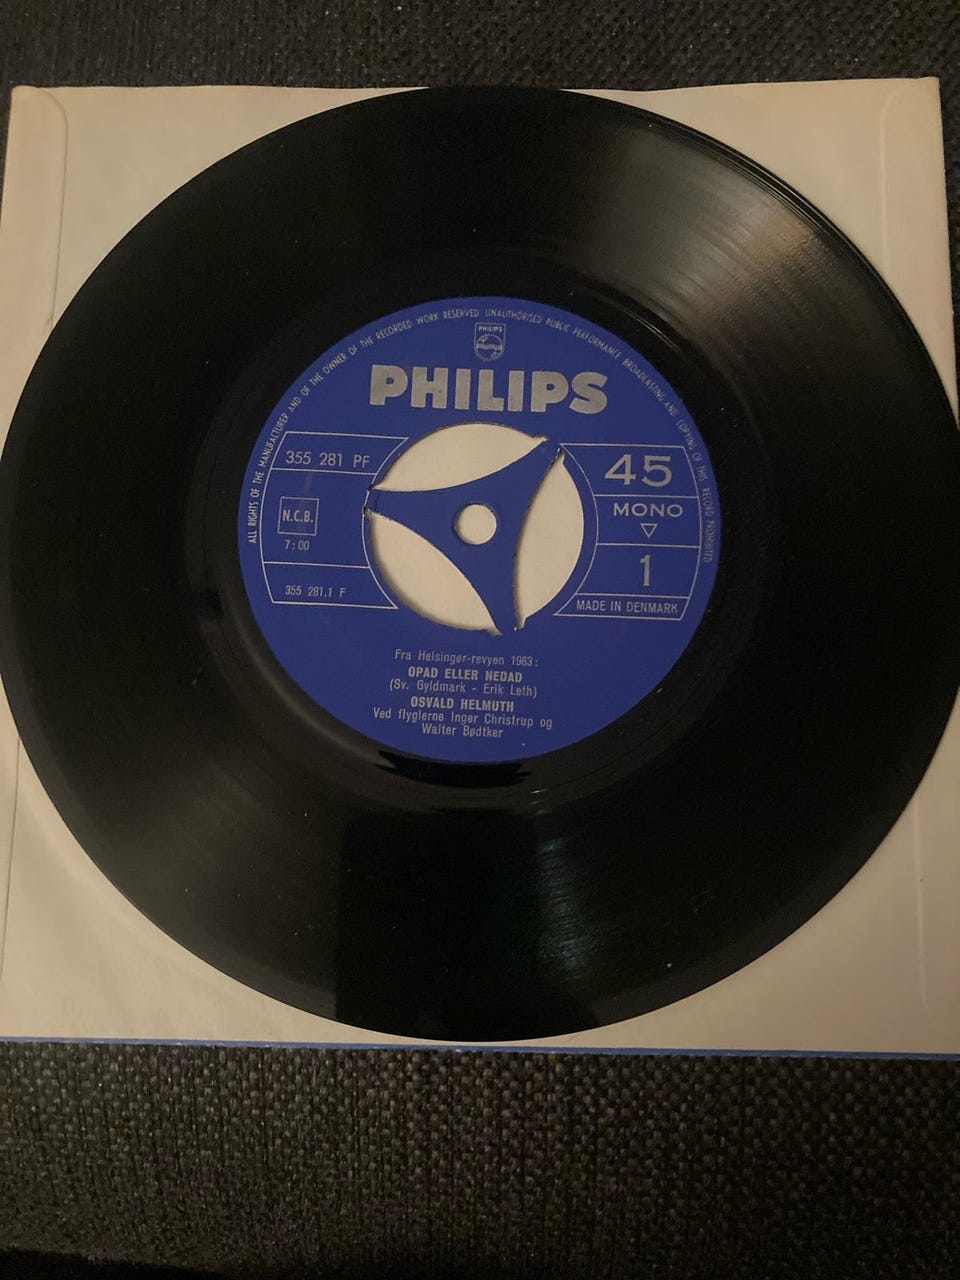 ALL RIGHTS OF THE MANUFACTURER AND OF THE OWNER OF THE RECORDED WORK RESERVED UNAUTHORISED PUBLIC PERFORMANCE BROADCASTING AND COPYING OF THIS RECORD PROHIBITED
PHILIPS
PHILIPS
355 281 PF
N.C.B.
7:00
355 281.1 F
45
MONO
1
MADE IN DENMARK
Fra Helsingør-revyen 1963:
OPAD ELLER NEDAD
(Sv. Gyldmark - Erik Leth)
OSVALD HELMUTH
Ved flyglerne Inger Christrup og
Walter Bødtker